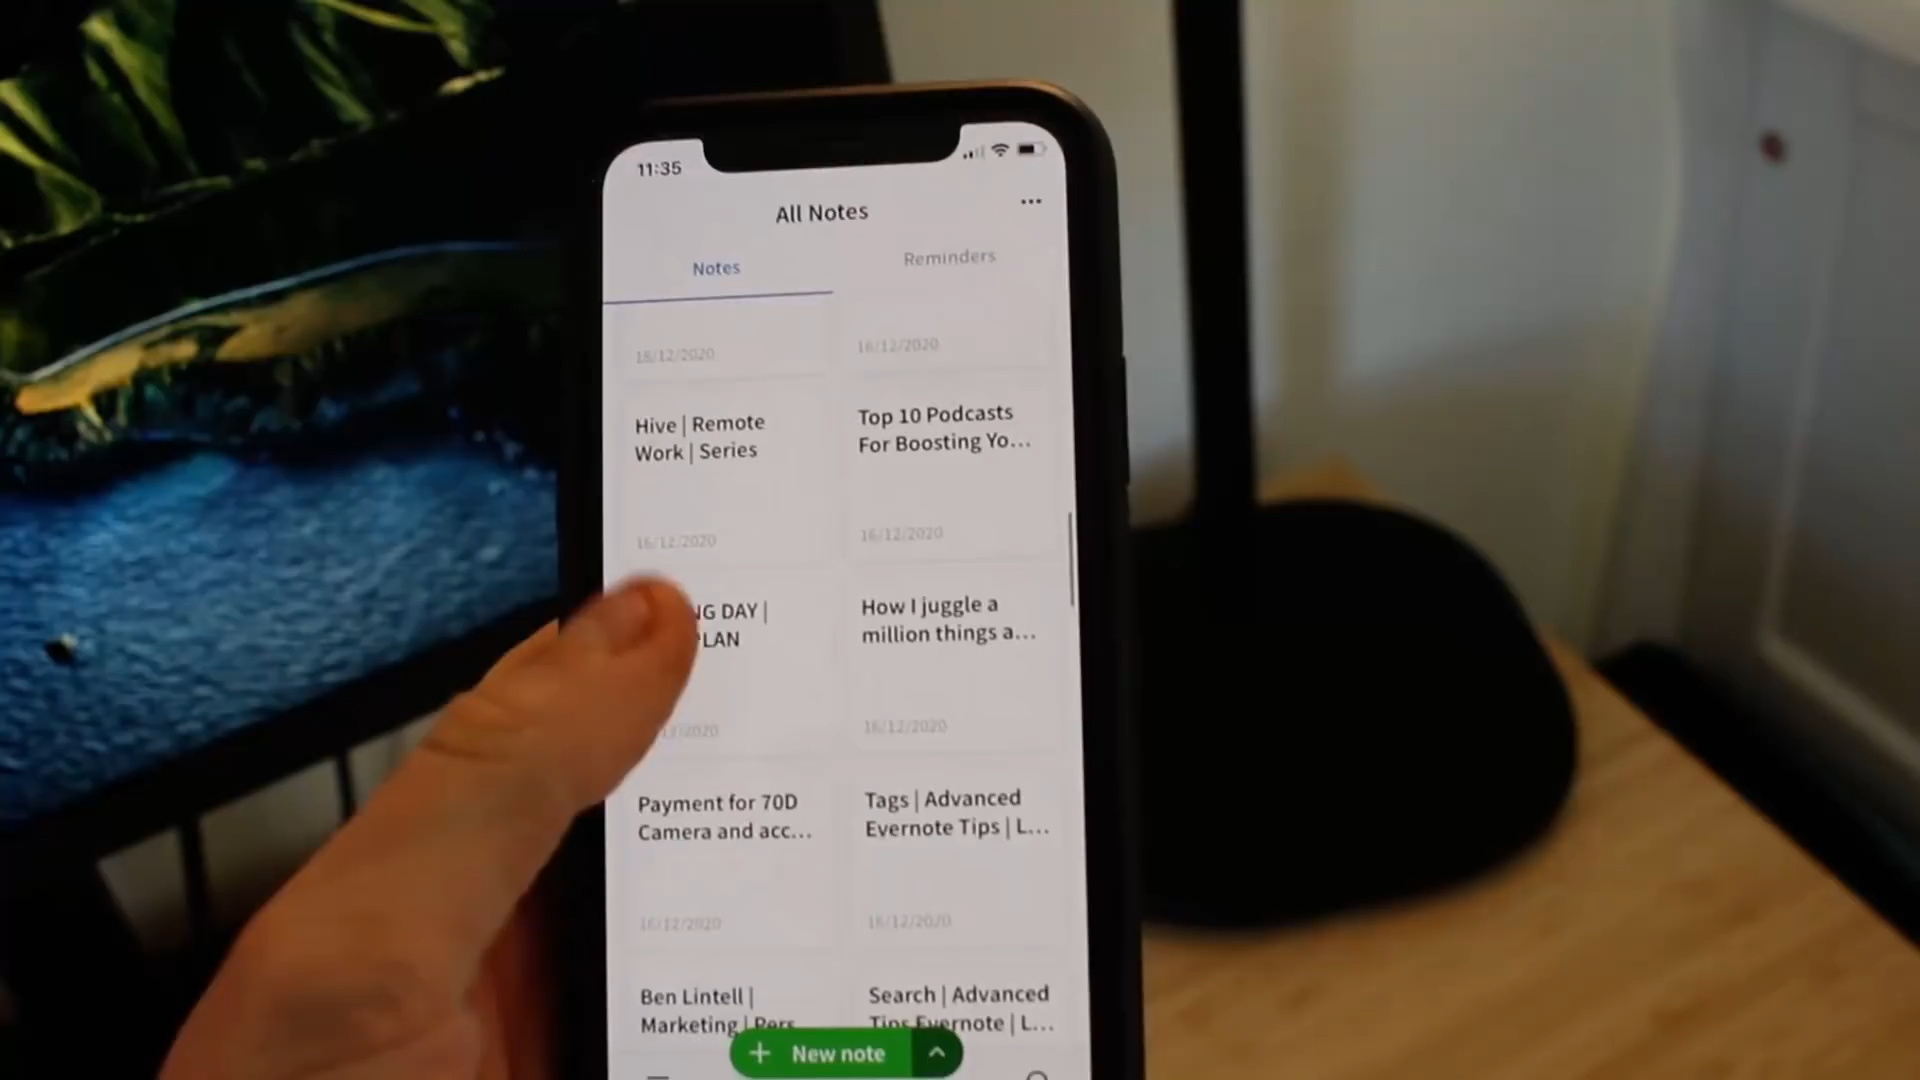 11:35
All Notes
Notes
Reminders
16/12/2020
16/12/2020
Hive | Remote
Work | Series
16/12/2020
Top 10 Podcasts
For Boosting Yo...
16/12/2020
NG DAY |
LAN
12/2020
How I juggle a
million things a...
16/12/2020
Payment for 70D
Camera and acc...
16/12/2020
Tags | Advanced
Evernote Tips | L...
16/12/2020
Ben Lintell |
Marketing | Pers
Search | Advanced
Tips Evernote | L...
+ New note